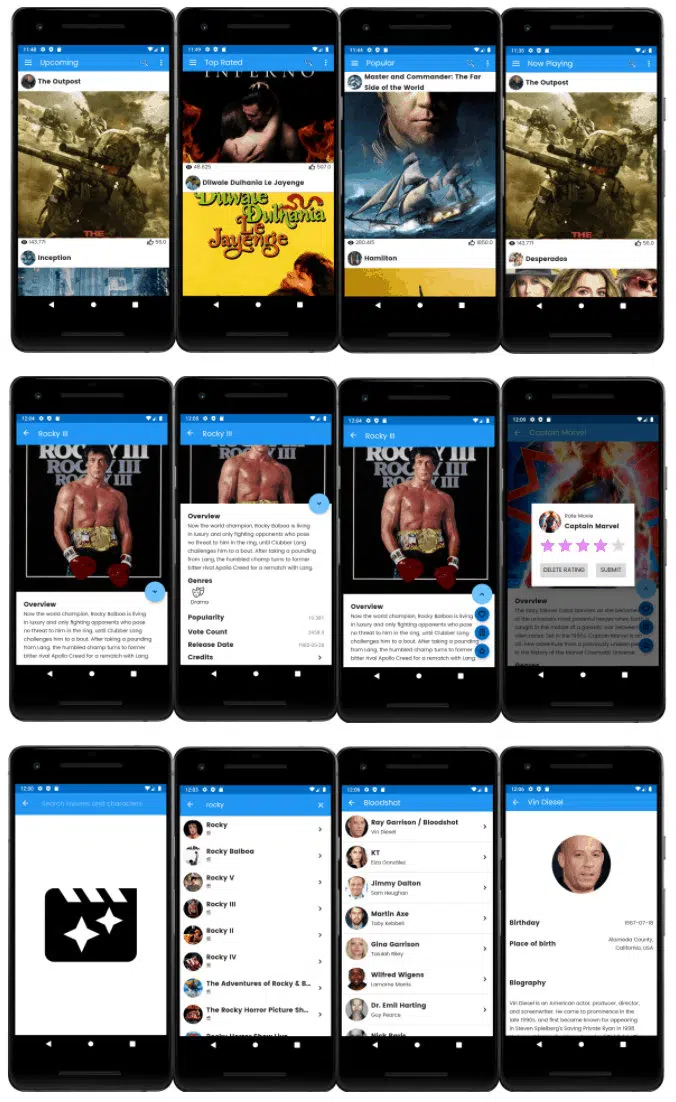 11:48
Upcoming
The Outpost
THE
143.771
55.0
Inception
11:49
Top Rated
INFERNO
48.625
507.0
Dilwale Dulhania Le Jayenge
Dilwale
Dulhania
Le
Jayenge
11:44
Popular
Master and Commander: The Far
Side of the World
200.415
Hamilton
11:35
Now Playing
The Outpost
THE
143.771
55.0
Desperados
12:04
Rocky III
ROCKY III
ROCKY III
Overview
Now the world champion, Rocky Balboa is living
in luxury and only fighting opponents who pose
no threat to him in the ring, until Clubber Lang
challenges him to a bout. After taking a pounding
from Lang, the humbled champ turns to former
bitter rival Apollo Creed for a rematch with Lang.
12:05
Rocky III
Overview
Now the world champion, Rocky Balboa is living
in luxury and only fighting opponents who pose
no threat to him in the ring, until Clubber Lang
challenges him to a bout. After taking a pounding
from Lang, the humbled champ turns to former
bitter rival Apollo Creed for a rematch with Lang.
Genres
Drama
Popularity
Vote Count
Release Date
Credits
12:04
Rocky III
ROCKY III
ROCKY III
Overview
Now the world champion, Rocky Balboa is living
in luxury and only fighting opponents who pose
no threat to him in the ring, until Clubber Lang
challenges him to a bout. After taking a pounding
from Lang, the humbled champ turns to former
bitter rival Apollo Creed for a rematch with Lang.
12:09
Captain Marvel
Rate Movie
Captain Marvel
DELETE RATING
SUBMIT
Overview
Genres
12:00
Search movies and characters
12:03
rocky
Rocky
Rocky Balboa
Rocky V
Rocky III
Rocky II
Rocky IV
The Adventures of Rocky & B...
The Rocky Horror Picture Sh...
Rocky Horror Show Live
12:06
Bloodshot
Ray Garrison / Bloodshot
Vin Diesel
KT
Eiza González
Jimmy Dalton
Sam Heughan
Martin Axe
Toby Kebbell
Gina Garrison
Talulah Riley
Wilfred Wigans
Lamorne Morris
Dr. Emil Harting
Guy Pearce
Nick Baris
12:06
Vin Diesel
Birthday
1967-07-18
Place of birth
Alameda County,
California, USA
Biography
Vin Diesel is an American actor, producer, director,
and screenwriter. He came to prominence in the
late 1990s, and first became known for appearing
in Steven Spielberg's Saving Private Ryan in 1998.